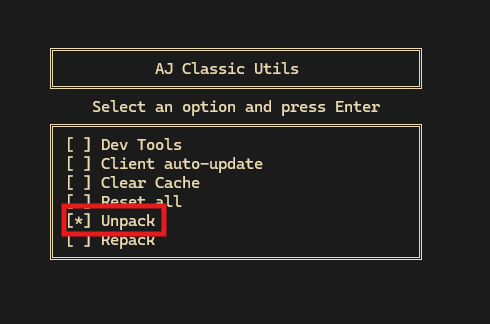 AJ Classic Utils
Select an option and press Enter
[ ] Dev Tools
[ ] Client auto-update
[ ] Clear Cache
[ ] Reset all
[*] Unpack
[ ] Repack